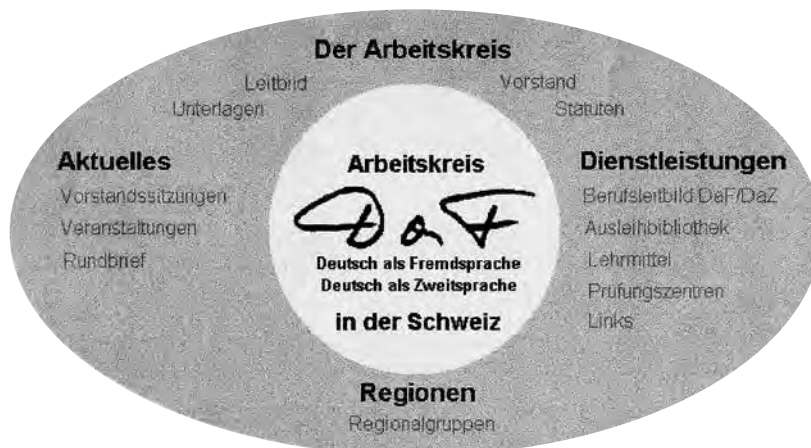 Der Arbeitskreis
Leitbild
Vorstand
Unterlagen
Statuten
Aktuelles
Vorstandssitzungen
Veranstaltungen
Rundbrief
Arbeitskreis
DaF
Deutsch als Fremdsprache
Deutsch als Zweitsprache
in der Schweiz
Dienstleistungen
Berufsleitbild DaF/DaZ
Ausleihbibliothek
Lehrmittel
Prüfungszentren
Links
Regionen
Regionalgruppen